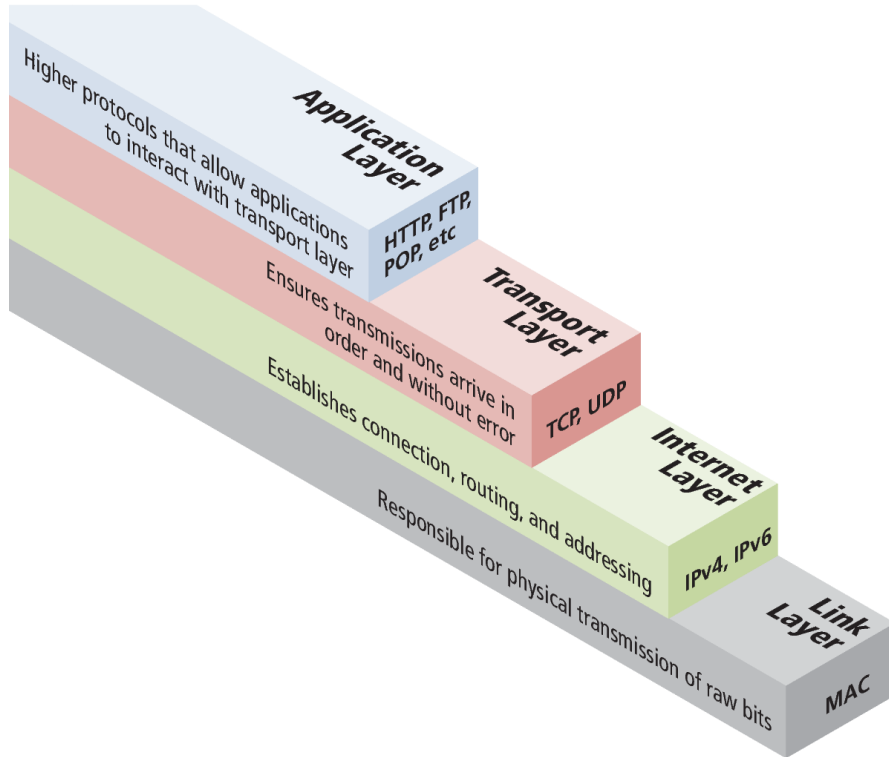 Application
Layer
Higher protocols that allow applications
to interact with transport layer
HTTP, FTP,
POP, etc
Transport
Layer
Ensures transmissions arrive in
order and without error
TCP, UDP
Internet
Layer
Establishes connection, routing, and addressing
IPv4, IPv6
Link
Layer
Responsible for physical transmission of raw bits
MAC